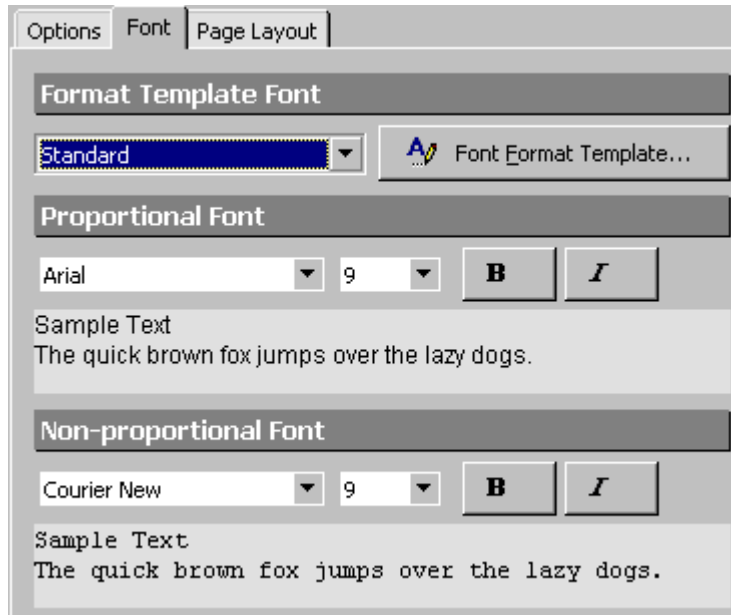 Options Font Page Layout
Format Template Font
Standard Font Format Template...
Proportional Font
Arial 9 B I
Sample Text
The quick brown fox jumps over the lazy dogs.
Non-proportional Font
Courier New 9 B I
Sample Text
The quick brown fox jumps over the lazy dogs.